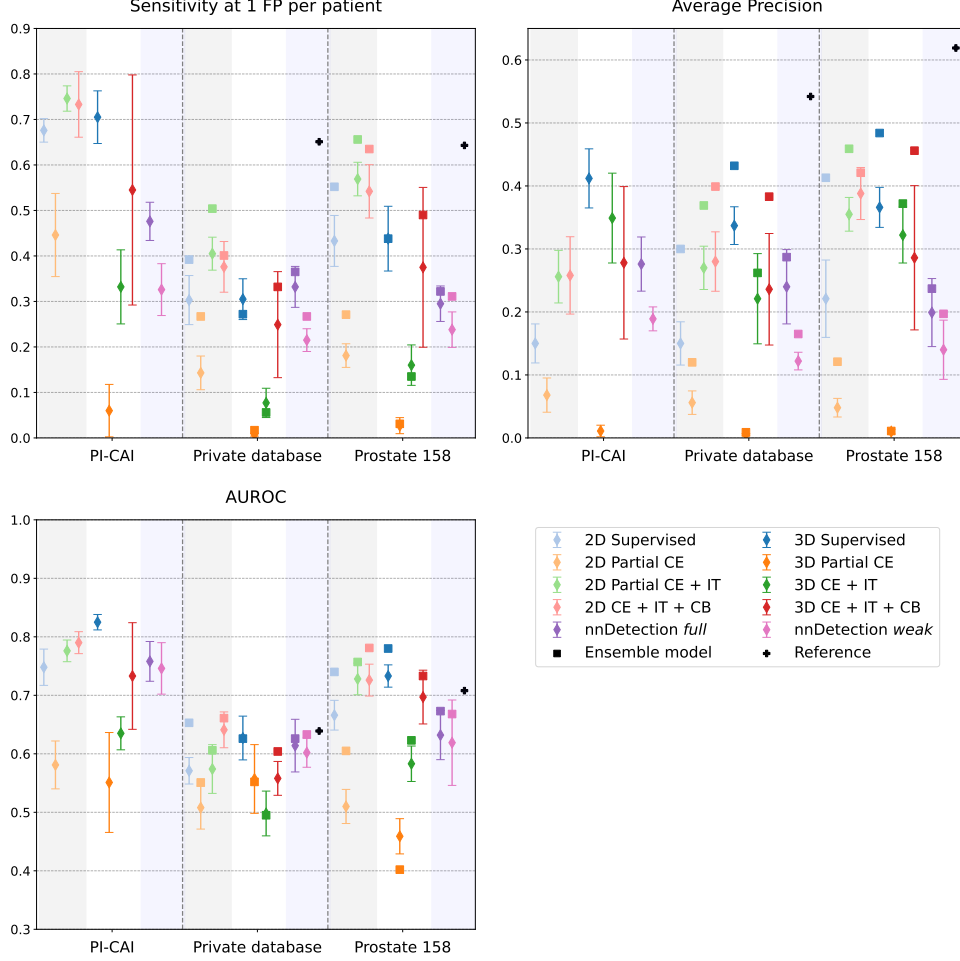 Sensitivity at 1 FP per patient
0.9
0.8
0.7
0.6
0.5
0.4
0.3
0.2
0.1
0.0
PI-CAI Private database Prostate 158
Average Precision
0.6
0.5
0.4
0.3
0.2
0.1
0.0
PI-CAI Private database Prostate 158
AUROC
1.0
0.9
0.8
0.7
0.6
0.5
0.4
0.3
PI-CAI Private database Prostate 158
2D Supervised
2D Partial CE
2D Partial CE + IT
2D CE + IT + CB
nnDetection full
Ensemble model
3D Supervised
3D Partial CE
3D CE + IT
3D CE + IT + CB
nnDetection weak
Reference